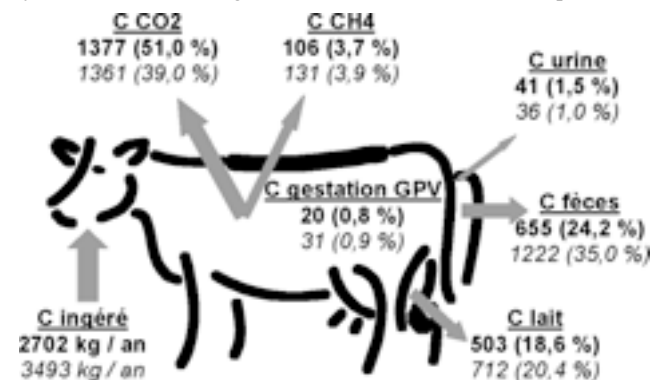 C CO2
1377 (51,0 %)
1361 (39,0 %)
C CH4
106 (3,7 %)
131 (3,9 %)
C urine
41 (1,5 %)
36 (1,0 %)
C gestation GPV
20 (0,8 %)
31 (0,9 %)
C fèces
655 (24,2 %)
1222 (35,0 %)
C ingéré
2702 kg / an
3493 kg / an
C lait
503 (18,6 %)
712 (20,4 %)